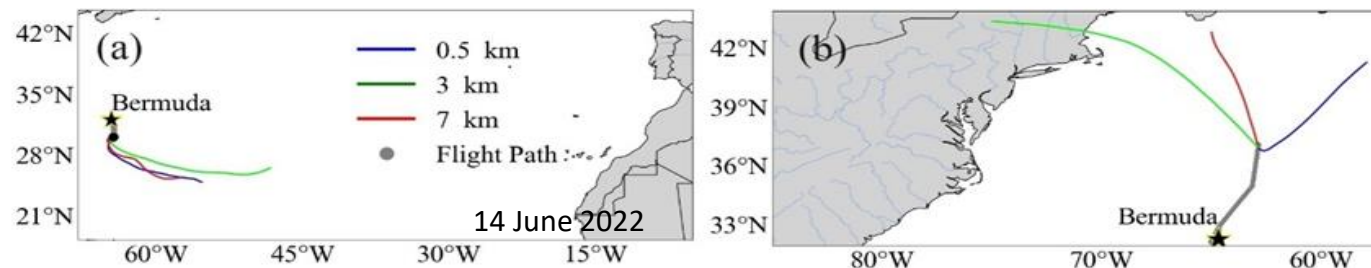 (a)
42°N
35°N
28°N
21°N
Bermuda
0.5 km
3 km
7 km
Flight Path
14 June 2022
60°W 45°W 30°W 15°W
(b)
42°N
39°N
36°N
33°N
Bermuda
80°W 70°W 60°W